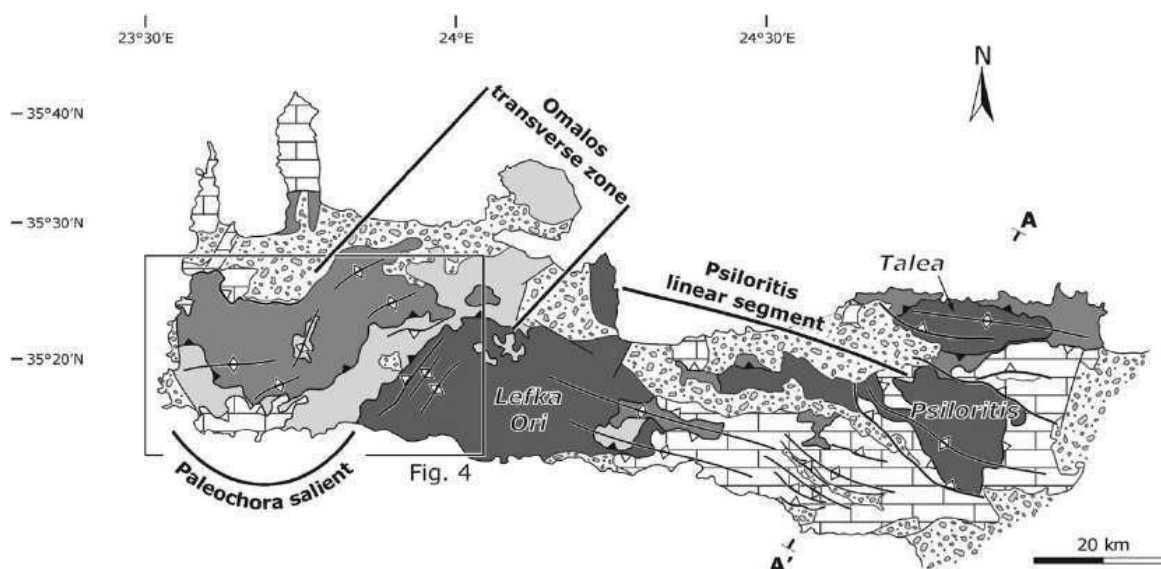 23°30'E
24°E
24°30'E
N
35°40'N
35°30'N
35°20'N
Omalos
transverse zone
A
Talea
Psiloritis
linear segment
Lefka
Ori
Psiloritis
Paleochora salient
Fig. 4
20 km
A'